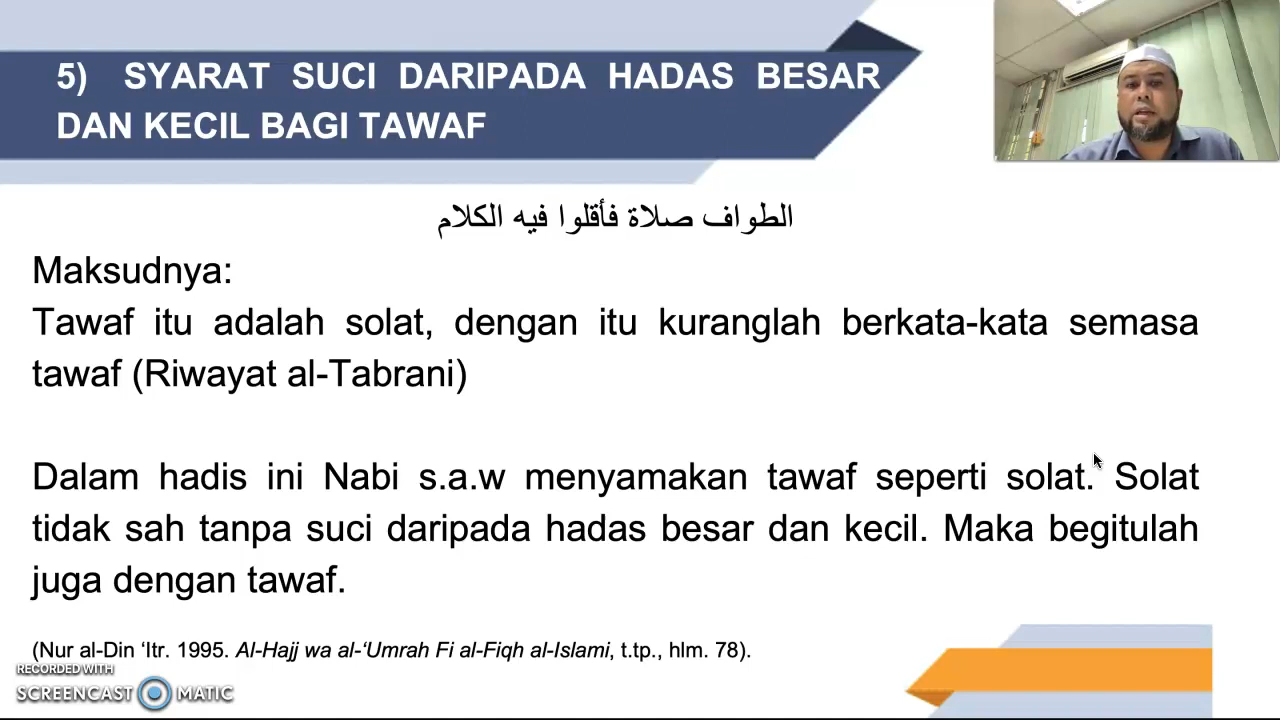 5) SYARAT SUCI DARIPADA HADAS BESAR
DAN KECIL BAGI TAWAF
الطواف صلاة فأقلوا فيه الكلام
Maksudnya:
Tawaf itu adalah solat, dengan itu kuranglah berkata-kata semasa
tawaf (Riwayat al-Tabrani)
Dalam hadis ini Nabi s.a.w menyamakan tawaf seperti solat. Solat
tidak sah tanpa suci daripada hadas besar dan kecil. Maka begitulah
juga dengan tawaf.
(Nur al-Din ‘Itr. 1995. Al-Hajj wa al-‘Umrah Fi al-Fiqh al-Islami, t.tp., hlm. 78).
RECORDED WITH
SCREENCAST MATIC